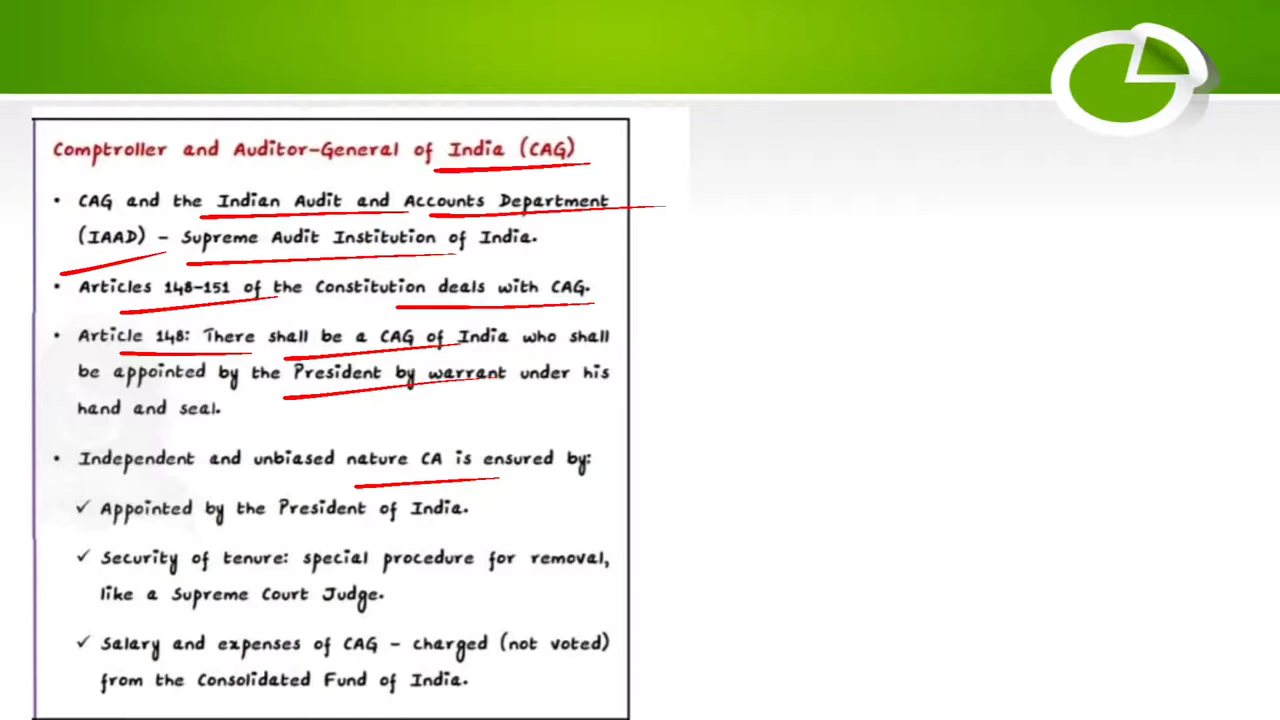 Comptroller and Auditor-General of India (CAG)
• CAG and the Indian Audit and Accounts Department
(IAAD) – Supreme Audit Institution of India.
• Articles 148-151 of the Constitution deals with CAG.
• Article 148: There shall be a CAG of India who shall
be appointed by the President by warrant under his
hand and seal.
• Independent and unbiased nature CA is ensured by:
✓ Appointed by the President of India.
✓ Security of tenure: special procedure for removal,
like a Supreme Court Judge.
✓ Salary and expenses of CAG – charged (not voted)
from the Consolidated Fund of India.